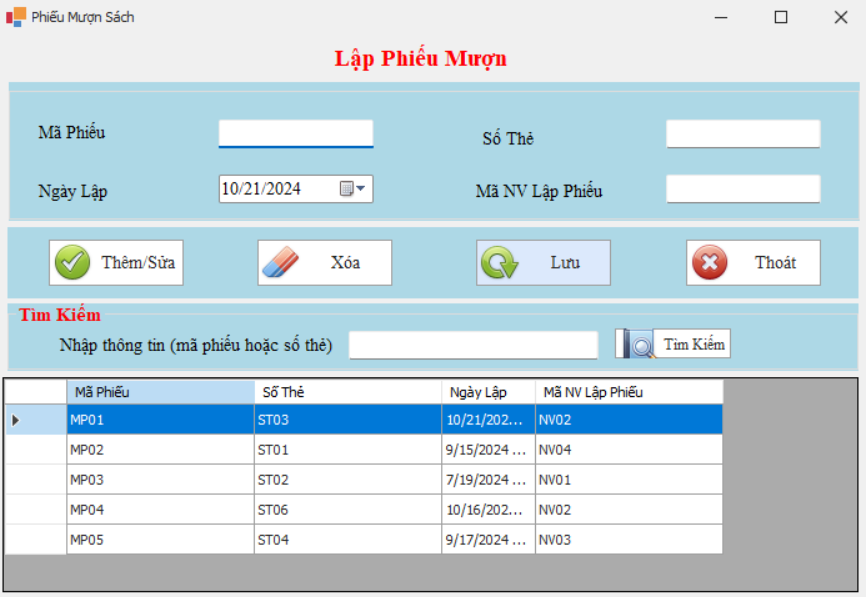 Phiếu Mượn Sách
Lập Phiếu Mượn
Mã Phiếu
Số Thẻ
Ngày Lập 10/21/2024
Mã NV Lập Phiếu
Thêm/Sửa Xóa Lưu Thoát
Tìm Kiếm
Nhập thông tin (mã phiếu hoặc số thẻ) Tìm Kiếm
Mã Phiếu Số Thẻ Ngày Lập Mã NV Lập Phiếu
MP01 ST03 10/21/202... NV02
MP02 ST01 9/15/2024 ... NV04
MP03 ST02 7/19/2024 ... NV01
MP04 ST06 10/16/202... NV02
MP05 ST04 9/17/2024 ... NV03